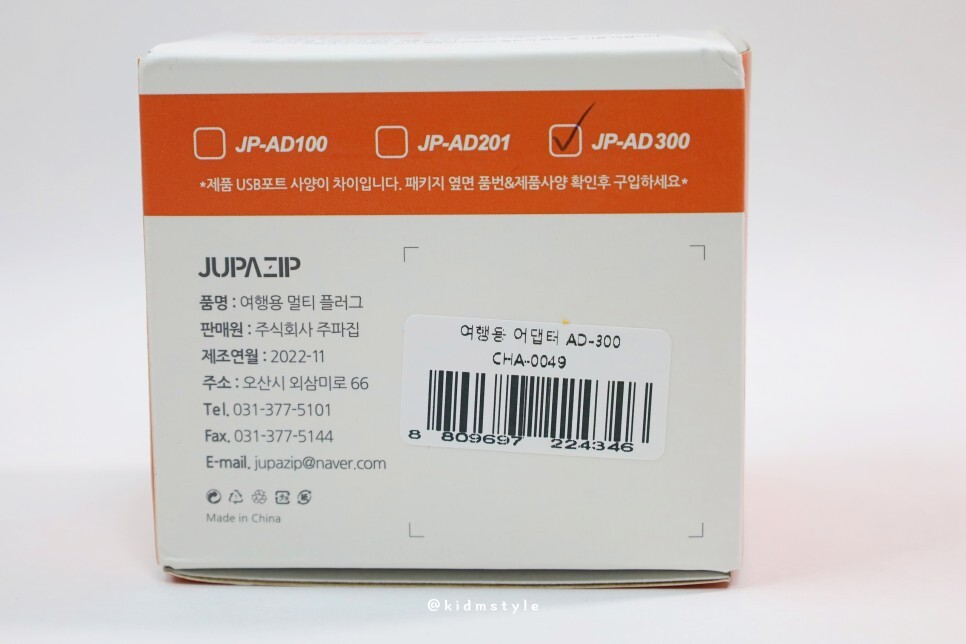 JP-AD100 JP-AD201 JP-AD300
*제품 USB포트 사양이 차이입니다. 패키지 옆면 품번&제품사양 확인후 구입하세요*
JUPAZIP
품명 : 여행용 멀티 플러그
판매원 : 주식회사 주파집
제조연월 : 2022-11
주소 : 오산시 외삼미로 66
Tel. 031-377-5101
Fax. 031-377-5144
E-mail. jupazip@naver.com
Made in China
여행용 어댑터 AD-300
CHA-0049
8 809697 224346
@kidmstyle